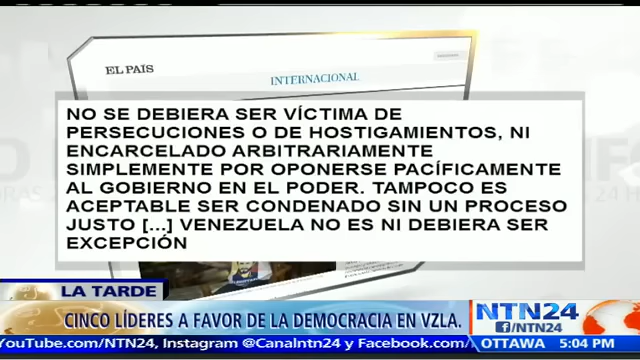 EL PAÍS
INTERNACIONAL
NO SE DEBIERA SER VÍCTIMA DE
PERSECUCIONES O DE HOSTIGAMIENTOS, NI
ENCARCELADO ARBITRARIAMENTE
SIMPLEMENTE POR OPONERSE PACÍFICAMENTE
AL GOBIERNO EN EL PODER. TAMPOCO ES
ACEPTABLE SER CONDENADO SIN UN PROCESO
JUSTO [...] VENEZUELA NO ES NI DEBIERA SER
EXCEPCIÓN
LA TARDE
CINCO LÍDERES A FAVOR DE LA DEMOCRACIA EN VZLA.
NTN24
/NTN24
YouTube.com/NTN24, Instagram @Canalntn24 y Facebook.com/
OTTAWA 5:04 PM